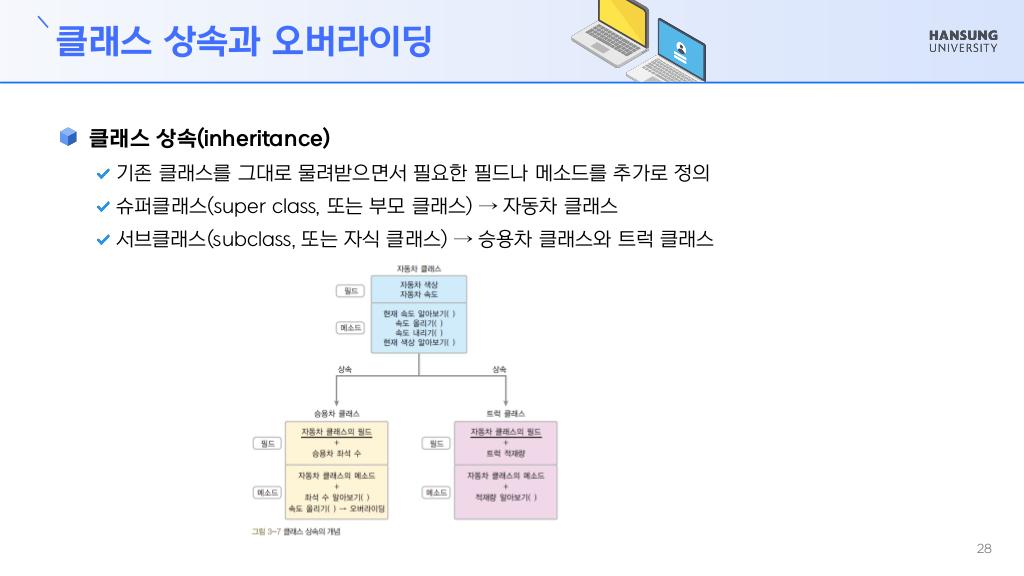 클래스 상속과 오버라이딩
HANSUNG
UNIVERSITY
클래스 상속(inheritance)
기존 클래스를 그대로 물려받으면서 필요한 필드나 메소드를 추가로 정의
슈퍼클래스(super class, 또는 부모 클래스) → 자동차 클래스
서브클래스(subclass, 또는 자식 클래스) → 승용차 클래스와 트럭 클래스
자동차 클래스
필드
자동차 색상
자동차 속도
메소드
현재 속도 알아보기( )
속도 올리기( )
속도 내리기( )
현재 색상 알아보기( )
상속
상속
승용차 클래스
필드
자동차 클래스의 필드
+
승용차 좌석 수
메소드
자동차 클래스의 메소드
+
좌석 수 알아보기( )
속도 올리기( ) → 오버라이딩
트럭 클래스
필드
자동차 클래스의 필드
+
트럭 적재량
메소드
자동차 클래스의 메소드
+
적재량 알아보기( )
그림 3-7 클래스 상속의 개념
28